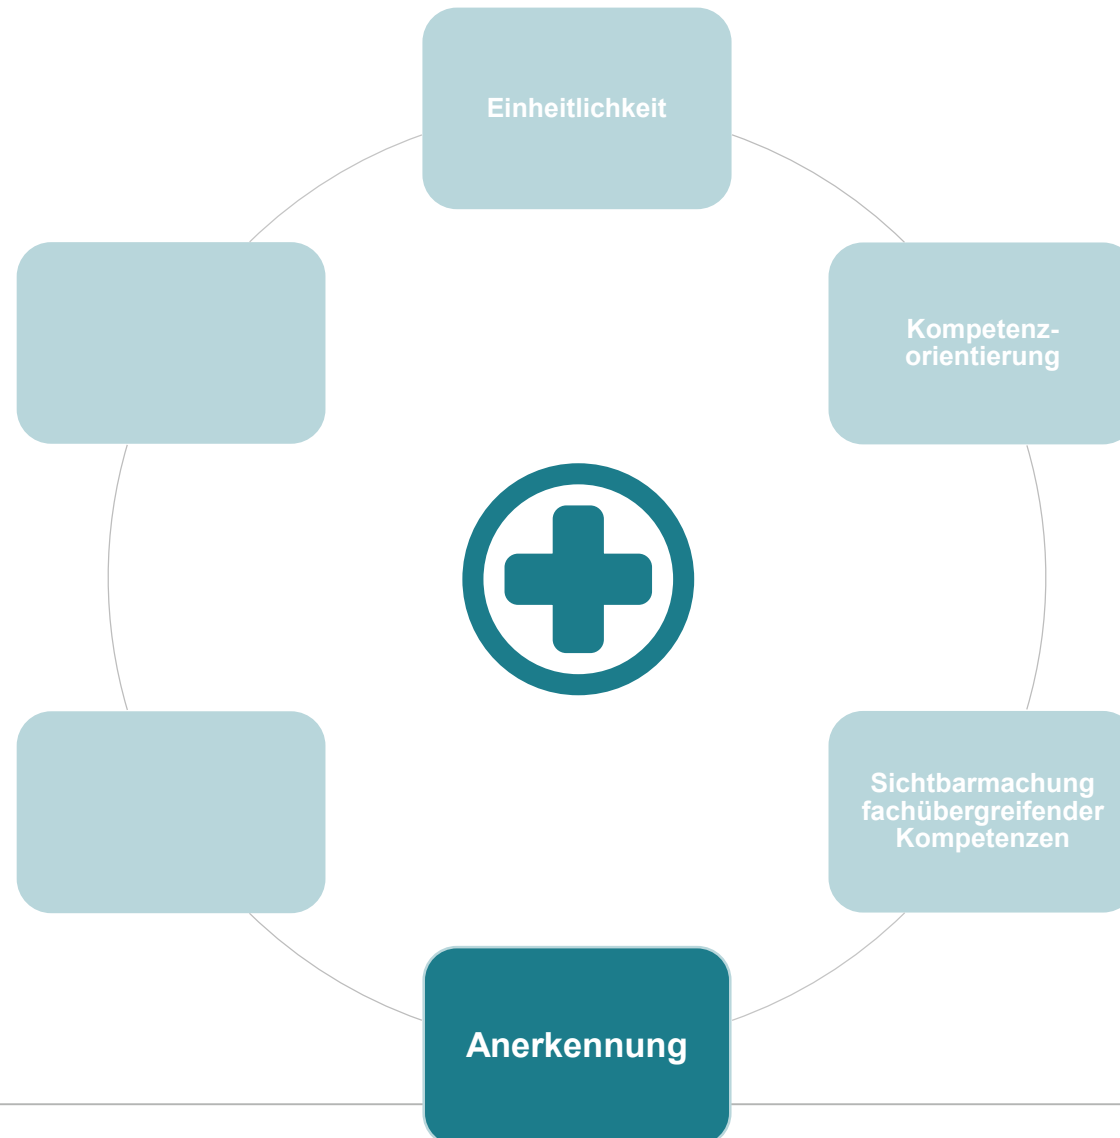 Einheitlichkeit
Kompetenz-
orientierung
Sichtbarmachung
fachübergreifender
Kompetenzen
Anerkennung